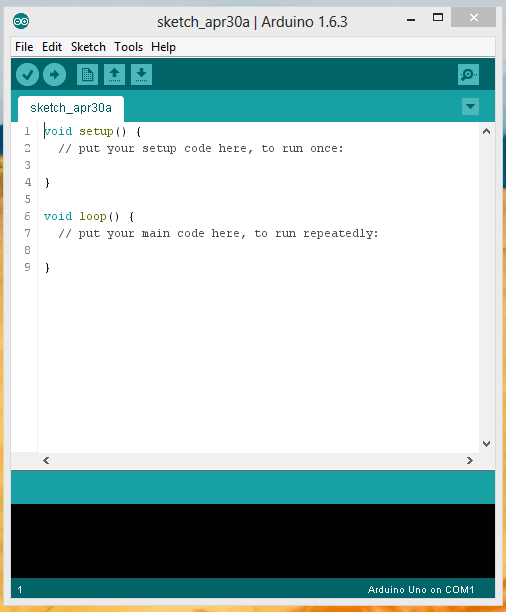 sketch_apr30a | Arduino 1.6.3
File Edit Sketch Tools Help
sketch_apr30a
1 void setup() {
2 // put your setup code here, to run once:
3
4 }
5
6 void loop() {
7 // put your main code here, to run repeatedly:
8
9 }
1 Arduino Uno on COM1